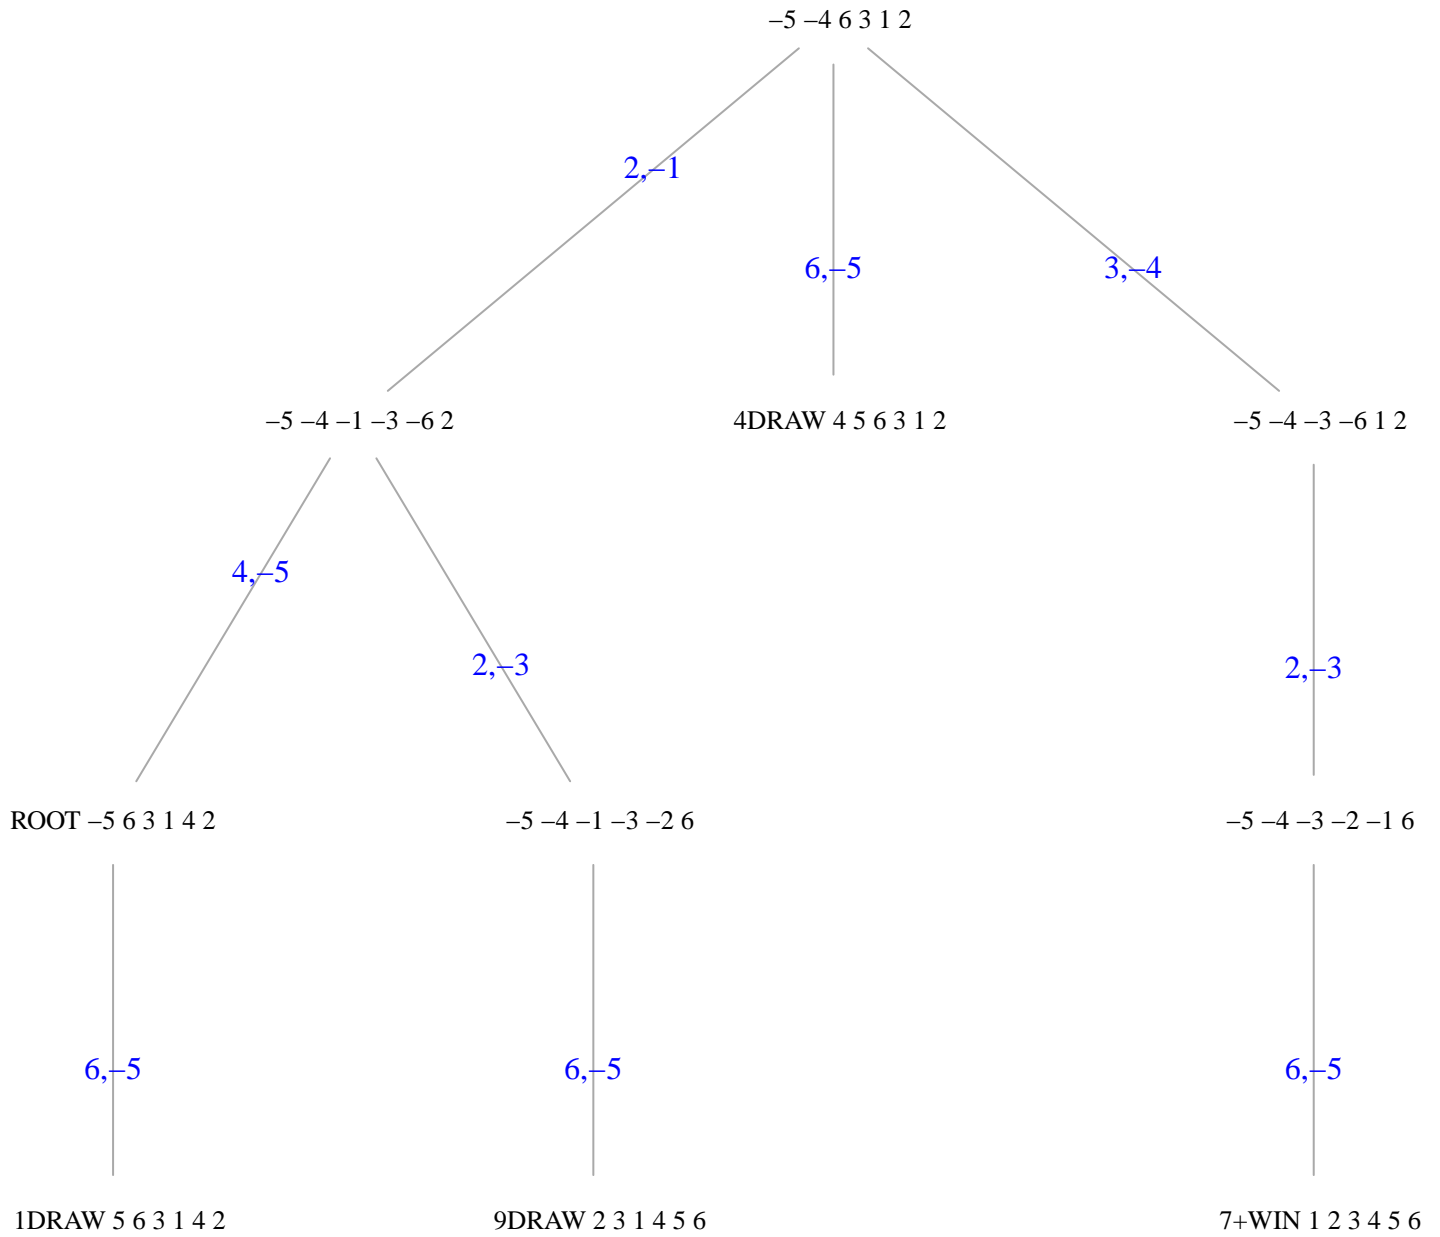 –5 –4 6 3 1 2
2,–1
6,–5
3,–4
–5 –4 –1 –3 –6 2
4DRAW 4 5 6 3 1 2
–5 –4 –3 –6 1 2
4,–5
2,–3
2,–3
ROOT –5 6 3 1 4 2
–5 –4 –1 –3 –2 6
–5 –4 –3 –2 –1 6
6,–5
6,–5
6,–5
1DRAW 5 6 3 1 4 2
9DRAW 2 3 1 4 5 6
7+WIN 1 2 3 4 5 6